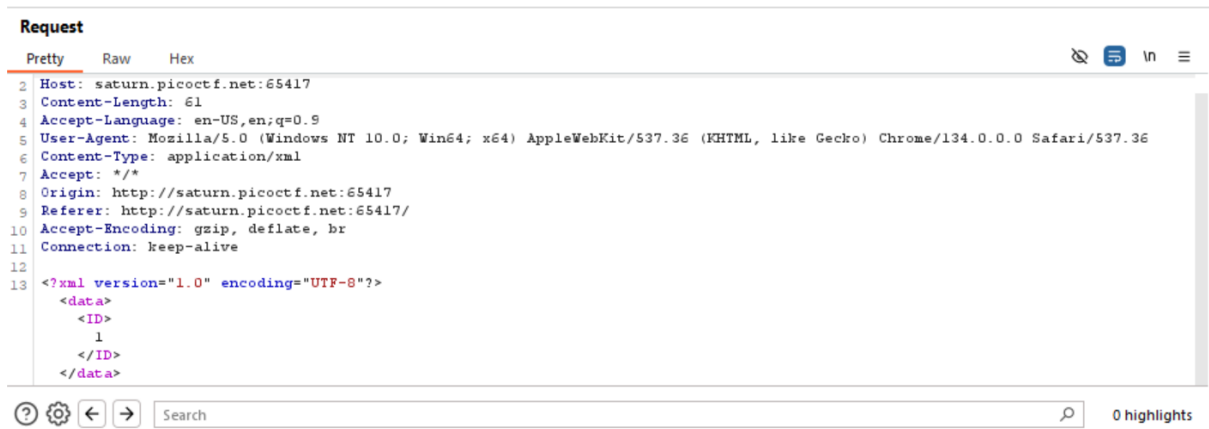 Request
Pretty Raw Hex \n
2 Host: saturn.picoctf.net:65417
3 Content-Length: 61
4 Accept-Language: en-US,en;q=0.9
5 User-Agent: Mozilla/5.0 (Windows NT 10.0; Win64; x64) AppleWebKit/537.36 (KHTML, like Gecko) Chrome/134.0.0.0 Safari/537.36
6 Content-Type: application/xml
7 Accept: */*
8 Origin: http://saturn.picoctf.net:65417
9 Referer: http://saturn.picoctf.net:65417/
10 Accept-Encoding: gzip, deflate, br
11 Connection: keep-alive
12
13 <?xml version="1.0" encoding="UTF-8"?>
<data>
<ID>
1
</ID>
</data>
Search 0 highlights